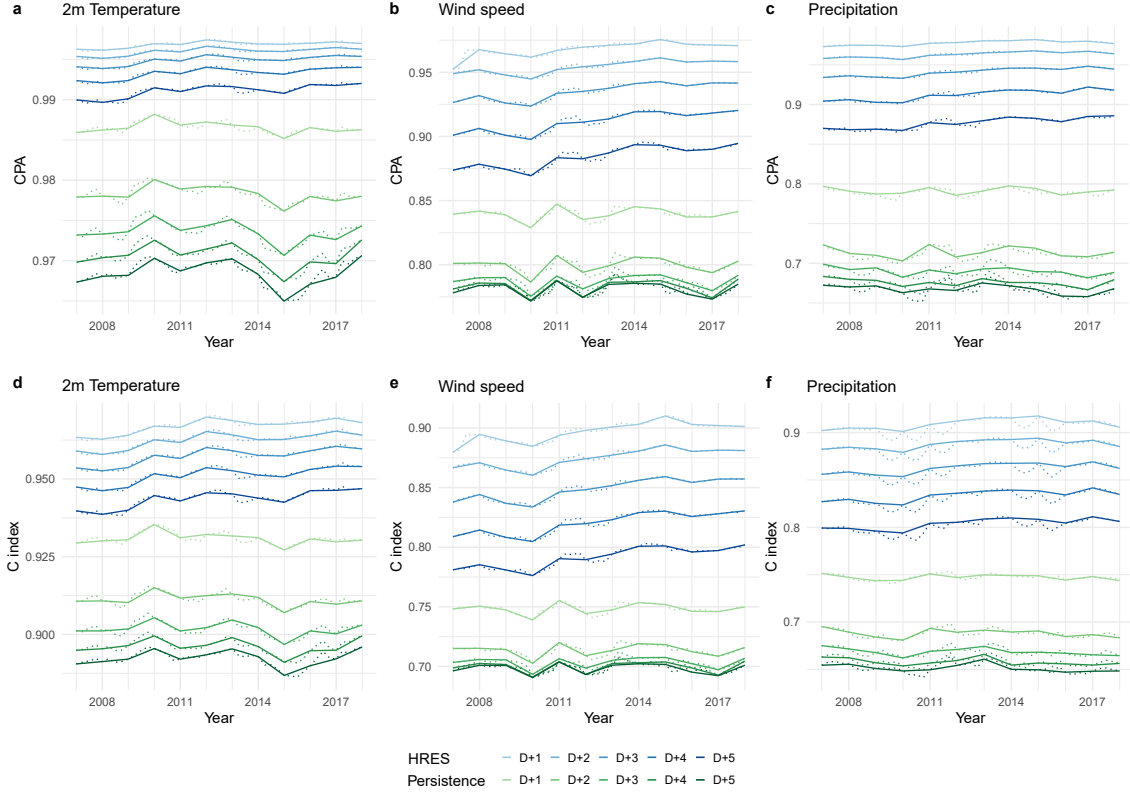 a 2m Temperature
b Wind speed
c Precipitation
CPA
0.99
0.98
0.97
2008 2011 2014 2017
Year
CPA
0.95
0.90
0.85
0.80
2008 2011 2014 2017
Year
CPA
0.9
0.8
0.7
2008 2011 2014 2017
Year
d 2m Temperature
e Wind speed
f Precipitation
C index
0.950
0.925
0.900
2008 2011 2014 2017
Year
C index
0.90
0.85
0.80
0.75
0.70
2008 2011 2014 2017
Year
C index
0.9
0.8
0.7
2008 2011 2014 2017
Year
HRES D+1 D+2 D+3 D+4 D+5
Persistence D+1 D+2 D+3 D+4 D+5